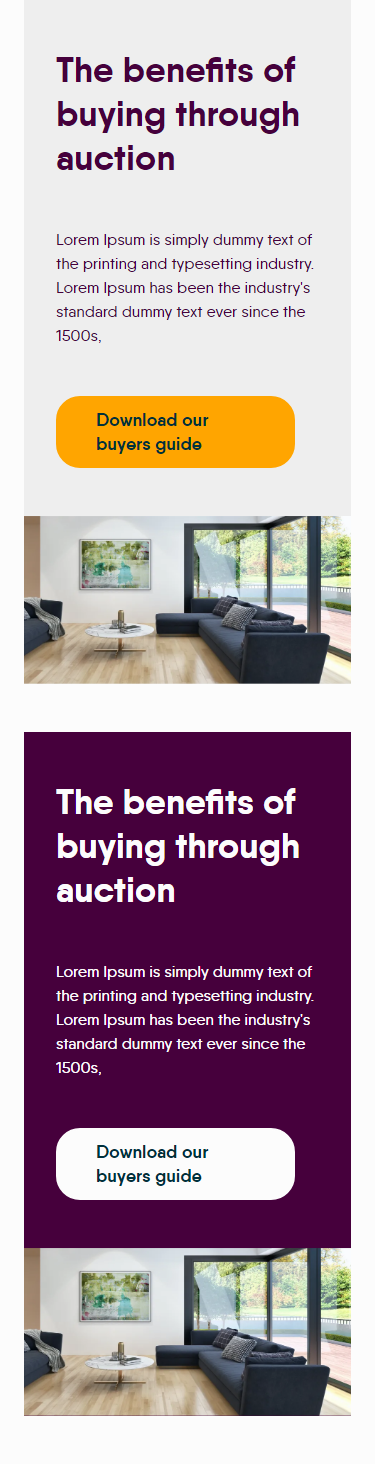 The benefits of
buying through
auction
Lorem Ipsum is simply dummy text of
the printing and typesetting industry.
Lorem Ipsum has been the industry's
standard dummy text ever since the
1500s,
Download our
buyers guide
The benefits of
buying through
auction
Lorem Ipsum is simply dummy text of
the printing and typesetting industry.
Lorem Ipsum has been the industry's
standard dummy text ever since the
1500s,
Download our
buyers guide